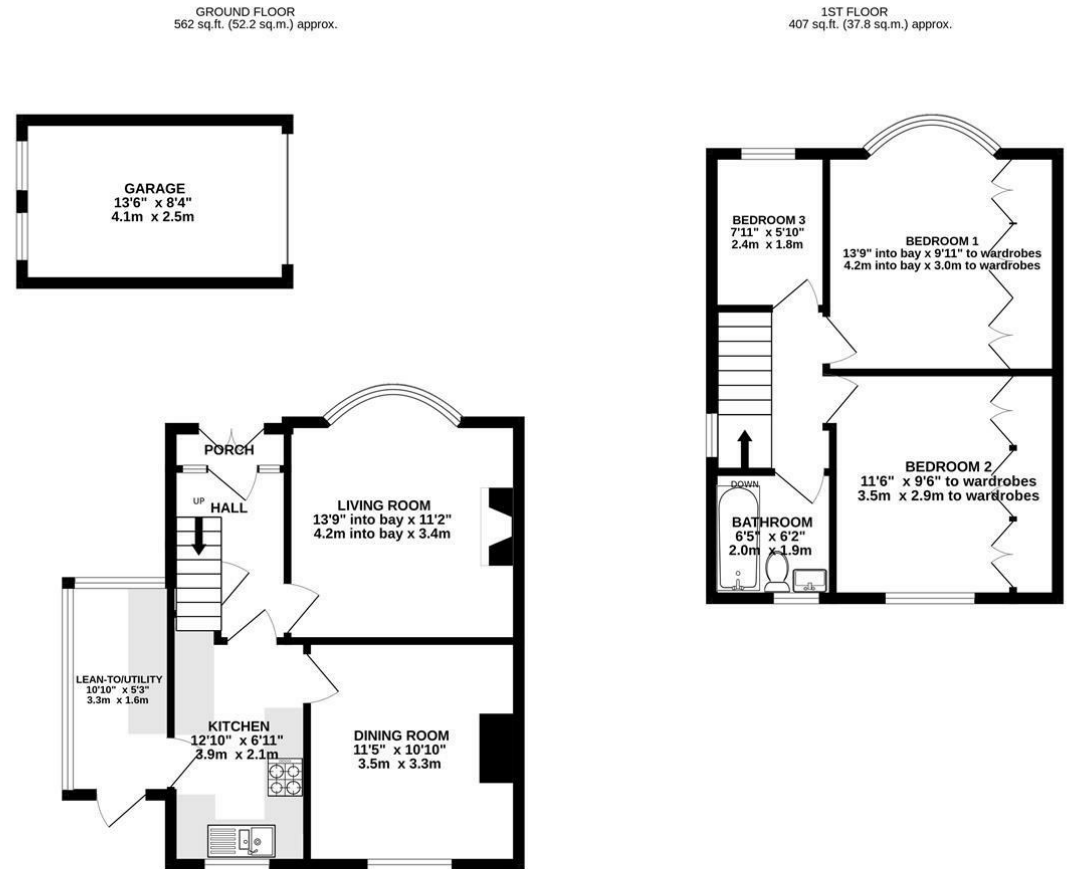 GROUND FLOOR
562 sq.ft. (52.2 sq.m.) approx.
1ST FLOOR
407 sq.ft. (37.8 sq.m.) approx.
GARAGE
13'6" x 8'4"
4.1m x 2.5m
BEDROOM 3
7'11" x 5'10"
2.4m x 1.8m
BEDROOM 1
13'9" into bay x 9'11" to wardrobes
4.2m into bay x 3.0m to wardrobes
BEDROOM 2
11'6" x 9'6" to wardrobes
3.5m x 2.9m to wardrobes
DOWN
BATHROOM
6'5" x 6'2"
2.0m x 1.9m
PORCH
UP
HALL
LIVING ROOM
13'9" into bay x 11'2"
4.2m into bay x 3.4m
LEAN-TO/UTILITY
10'10" x 5'3"
3.3m x 1.6m
KITCHEN
12'10" x 6'11"
3.9m x 2.1m
DINING ROOM
11'5" x 10'10"
3.5m x 3.3m